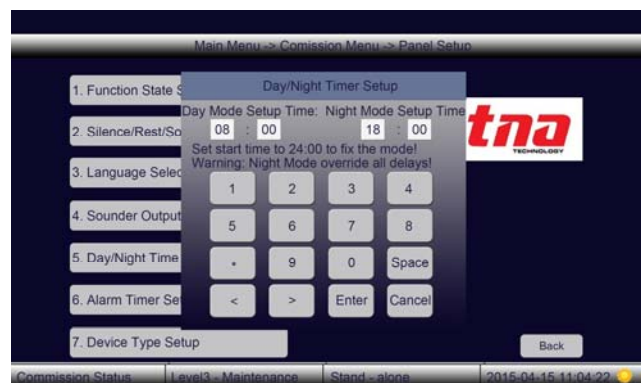 Main Menu -> Comission Menu -> Panel Setup
Day/Night Timer Setup
Day Mode Setup Time: Night Mode Setup Time
08 : 00 18 : 00
Set start time to 24:00 to fix the mode!
Warning: Night Mode override all delays!
1 2 3 4
5 6 7 8
* 9 0 Space
< > Enter Cancel
1. Function State S
2. Silence/Rest/So
3. Language Selec
4. Sounder Output
5. Day/Night Time
6. Alarm Timer Set
7. Device Type Setup
tna
TECHNOLOGY
Back
Commission Status Level3 - Maintenance Stand - alone 2015-04-15 11:04:22